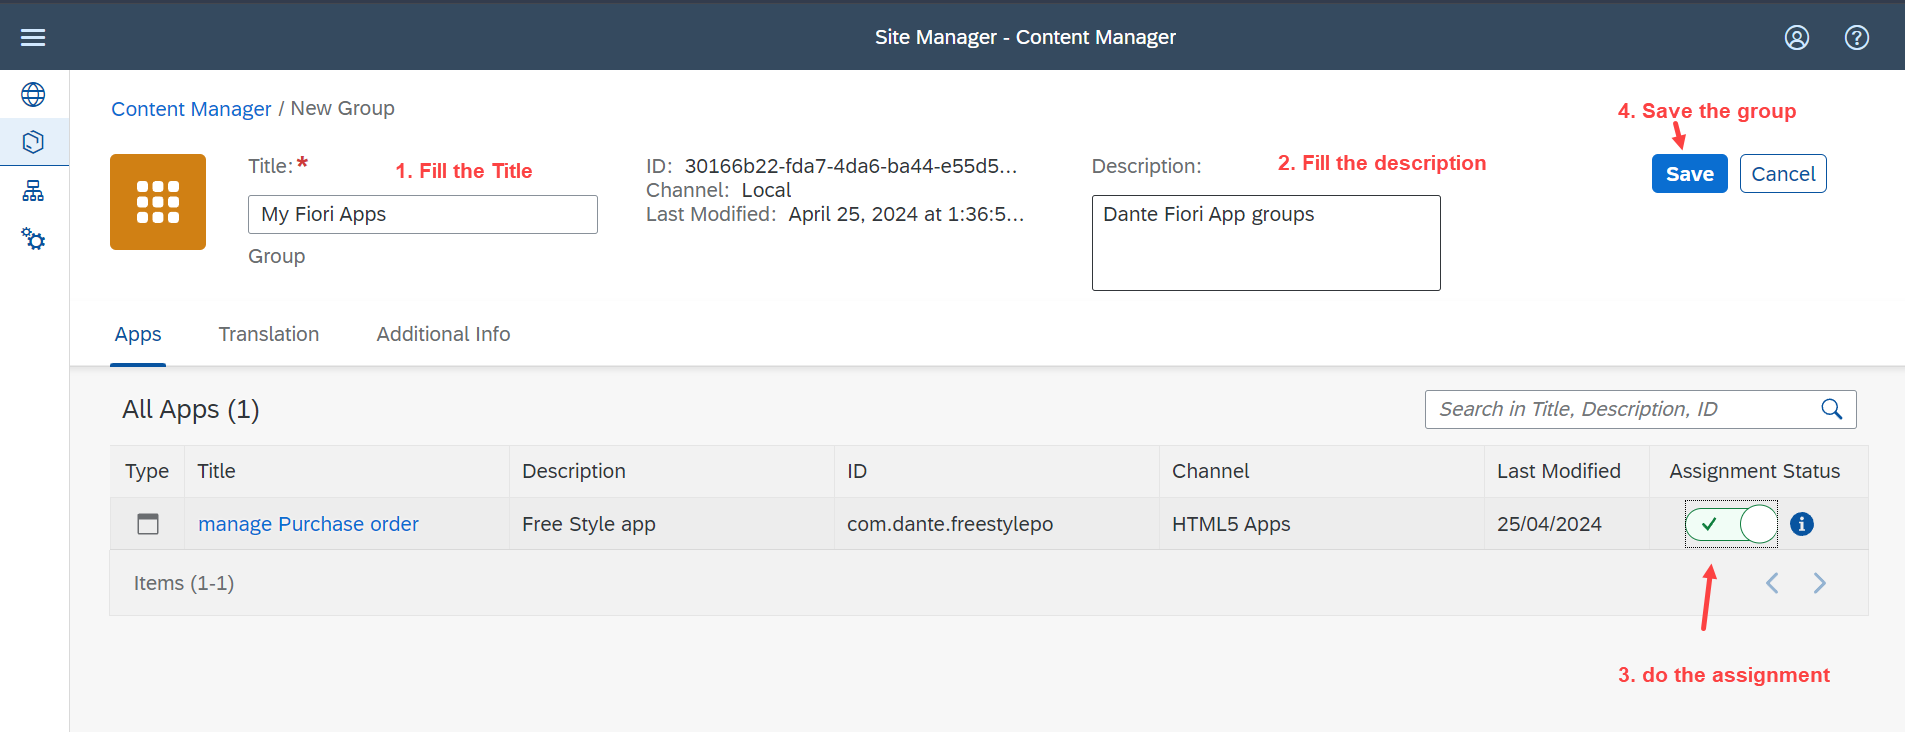 Site Manager - Content Manager
Content Manager / New Group
4. Save the group
Title:*
1. Fill the Title
ID: 30166b22-fda7-4da6-ba44-e55d5...
Description:
2. Fill the description
Save
Cancel
My Fiori Apps
Channel: Local
Last Modified: April 25, 2024 at 1:36:5...
Dante Fiori App groups
Group
Apps
Translation
Additional Info
All Apps (1)
Search in Title, Description, ID
Type Title Description ID Channel Last Modified Assignment Status
manage Purchase order Free Style app com.dante.freestylepo HTML5 Apps 25/04/2024
Items (1-1)
3. do the assignment